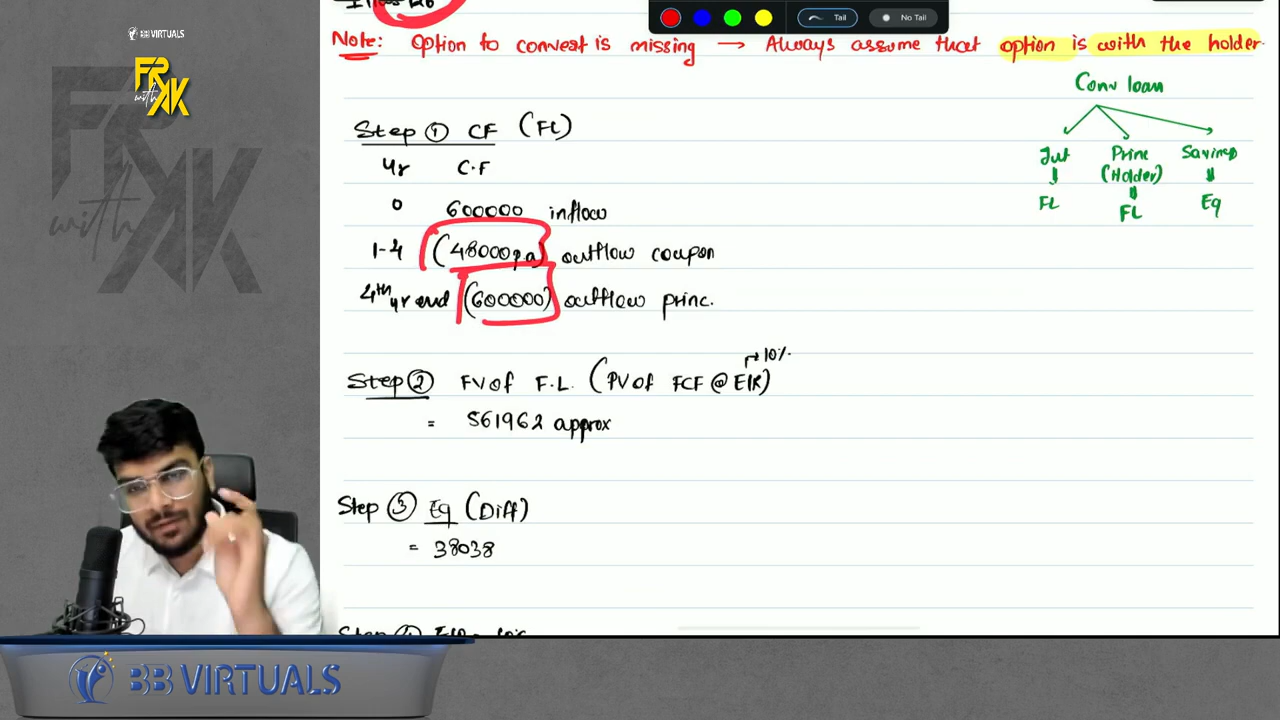 BB VIRTUALS
FR
with
AK
Tail
No Tail
Note: Option to convert is missing → Always assume that option is with the holder.
Conv loan
Int
Princ
(Holder)
Savings
FL
FL
Eq
Step ① CF (FL)
Yr C.F
0 600000 inflow
1-4 (48000 pa) outflow coupon
4th yr end (600000) outflow princ.
Step ② FV of F.L. (PV of FCF @ EIR) → 10%
= 561962 approx
Step ③ Eq (Diff)
= 38038
BB VIRTUALS